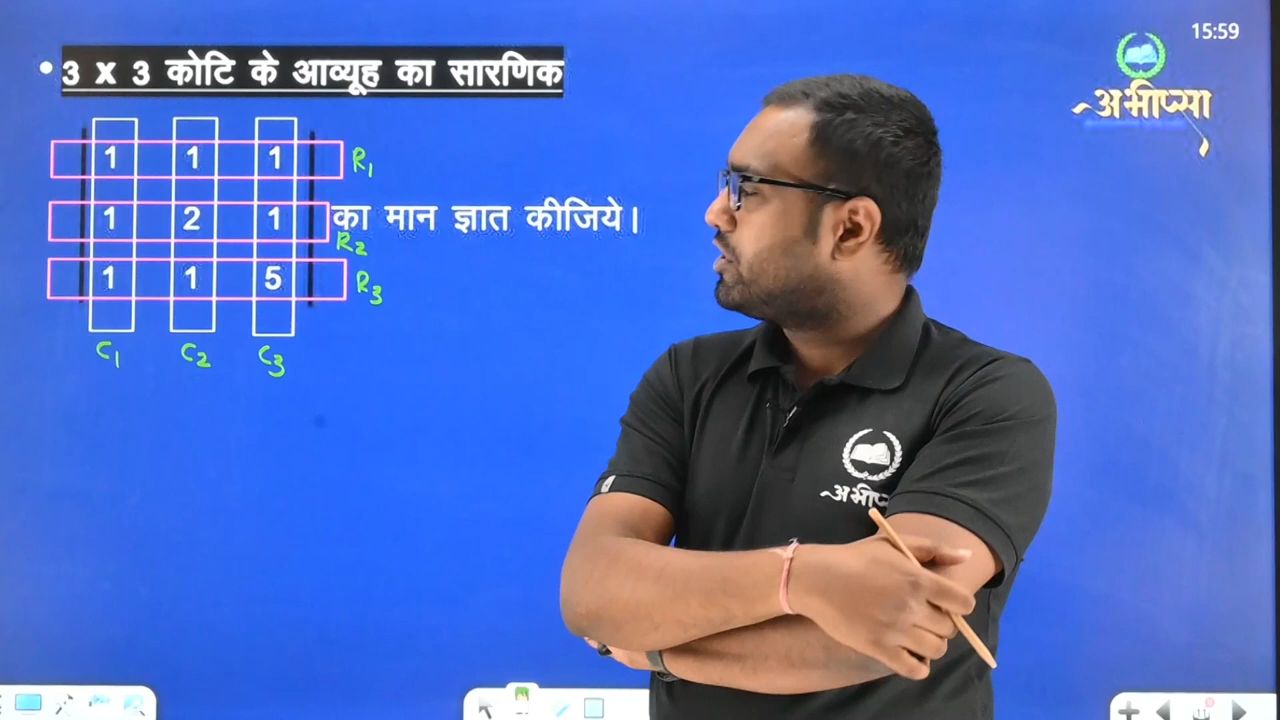 15:59
• 3 x 3 कोटि के आव्यूह का सारणिक
अभीप्सा
1 1 1 R1
1 2 1 का मान ज्ञात कीजिये।
R2
1 1 5 R3
C1 C2 C3